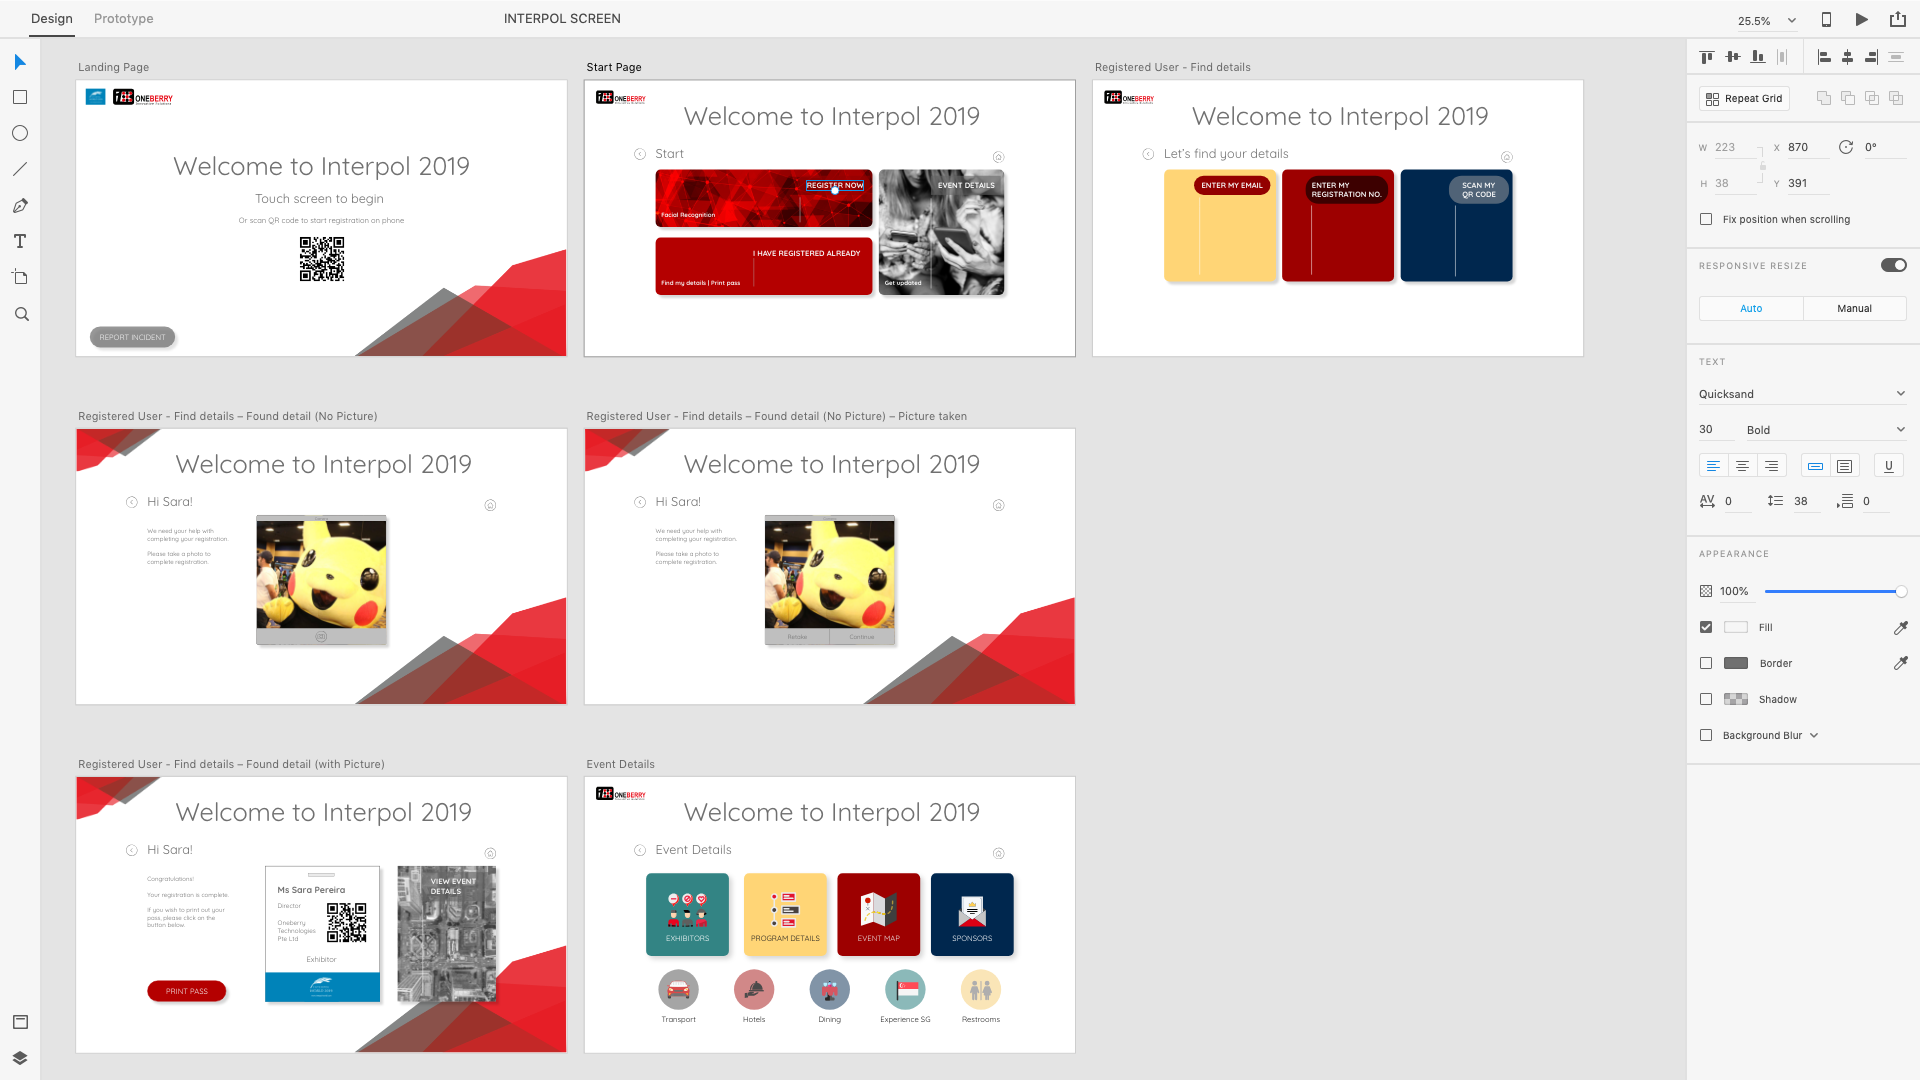 Design
Prototype
INTERPOL SCREEN
25.5%
Landing Page
ONEBERRY
Welcome to Interpol 2019
Touch screen to begin
Or scan QR code to start registration on phone
REPORT INCIDENT
Start Page
ONEBERRY
Welcome to Interpol 2019
Start
REGISTER NOW
Facial Recognition
EVENT DETAILS
I HAVE REGISTERED ALREADY
Find my details | Print pass
Get updated
Registered User - Find details
ONEBERRY
Welcome to Interpol 2019
Let's find your details
ENTER MY EMAIL
ENTER MY
REGISTRATION NO.
SCAN MY
QR CODE
Registered User - Find details – Found detail (No Picture)
Welcome to Interpol 2019
Hi Sara!
We need your help with
completing your registration.
Please take a photo to
complete registration.
Registered User - Find details – Found detail (No Picture) – Picture taken
Welcome to Interpol 2019
Hi Sara!
We need your help with
completing your registration.
Please take a photo to
complete registration.
Retake
Continue
Registered User - Find details – Found detail (with Picture)
Welcome to Interpol 2019
Hi Sara!
Congratulations!
Your registration is complete.
If you wish to print out your
pass, please click on the
button below.
PRINT PASS
Ms Sara Pereira
Director
Oneberry
Technologies
Pte Ltd
Exhibitor
VIEW EVENT
DETAILS
Event Details
ONEBERRY
Welcome to Interpol 2019
Event Details
EXHIBITORS
PROGRAM DETAILS
EVENT MAP
SPONSORS
Transport
Hotels
Dining
Experience SG
Restrooms
Repeat Grid
W 223
X 870
0°
H 38
Y 391
Fix position when scrolling
RESPONSIVE RESIZE
Auto
Manual
TEXT
Quicksand
30
Bold
U
AV 0
38
0
APPEARANCE
100%
Fill
Border
Shadow
Background Blur